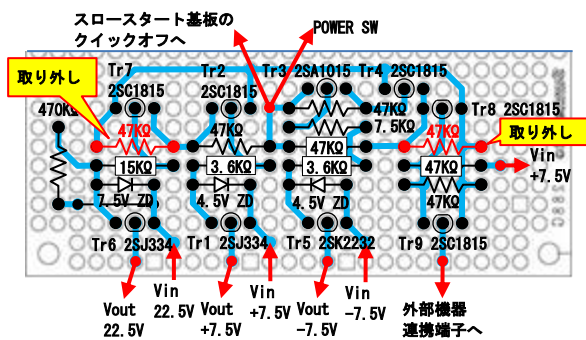 スロースタート基板の
クイックオフへ
POWER SW
取り外し
Tr7
2SC1815
Tr2
2SC1815
Tr3
2SA1015
Tr4
2SC1815
470KΩ
47KΩ
47KΩ
47KΩ
7.5KΩ
47KΩ
Tr8 2SC1815
取り外し
15KΩ
3.6KΩ
47KΩ
3.6KΩ
47KΩ
47KΩ
Vin
+7.5V
7.5V ZD
4.5V ZD
4.5V ZD
Tr6 2SJ334
Tr1 2SJ334
Tr5 2SK2232
Tr9 2SC1815
Vout
22.5V
Vin
22.5V
Vout
+7.5V
Vin
+7.5V
Vout
-7.5V
Vin
-7.5V
外部機器
連携端子へ